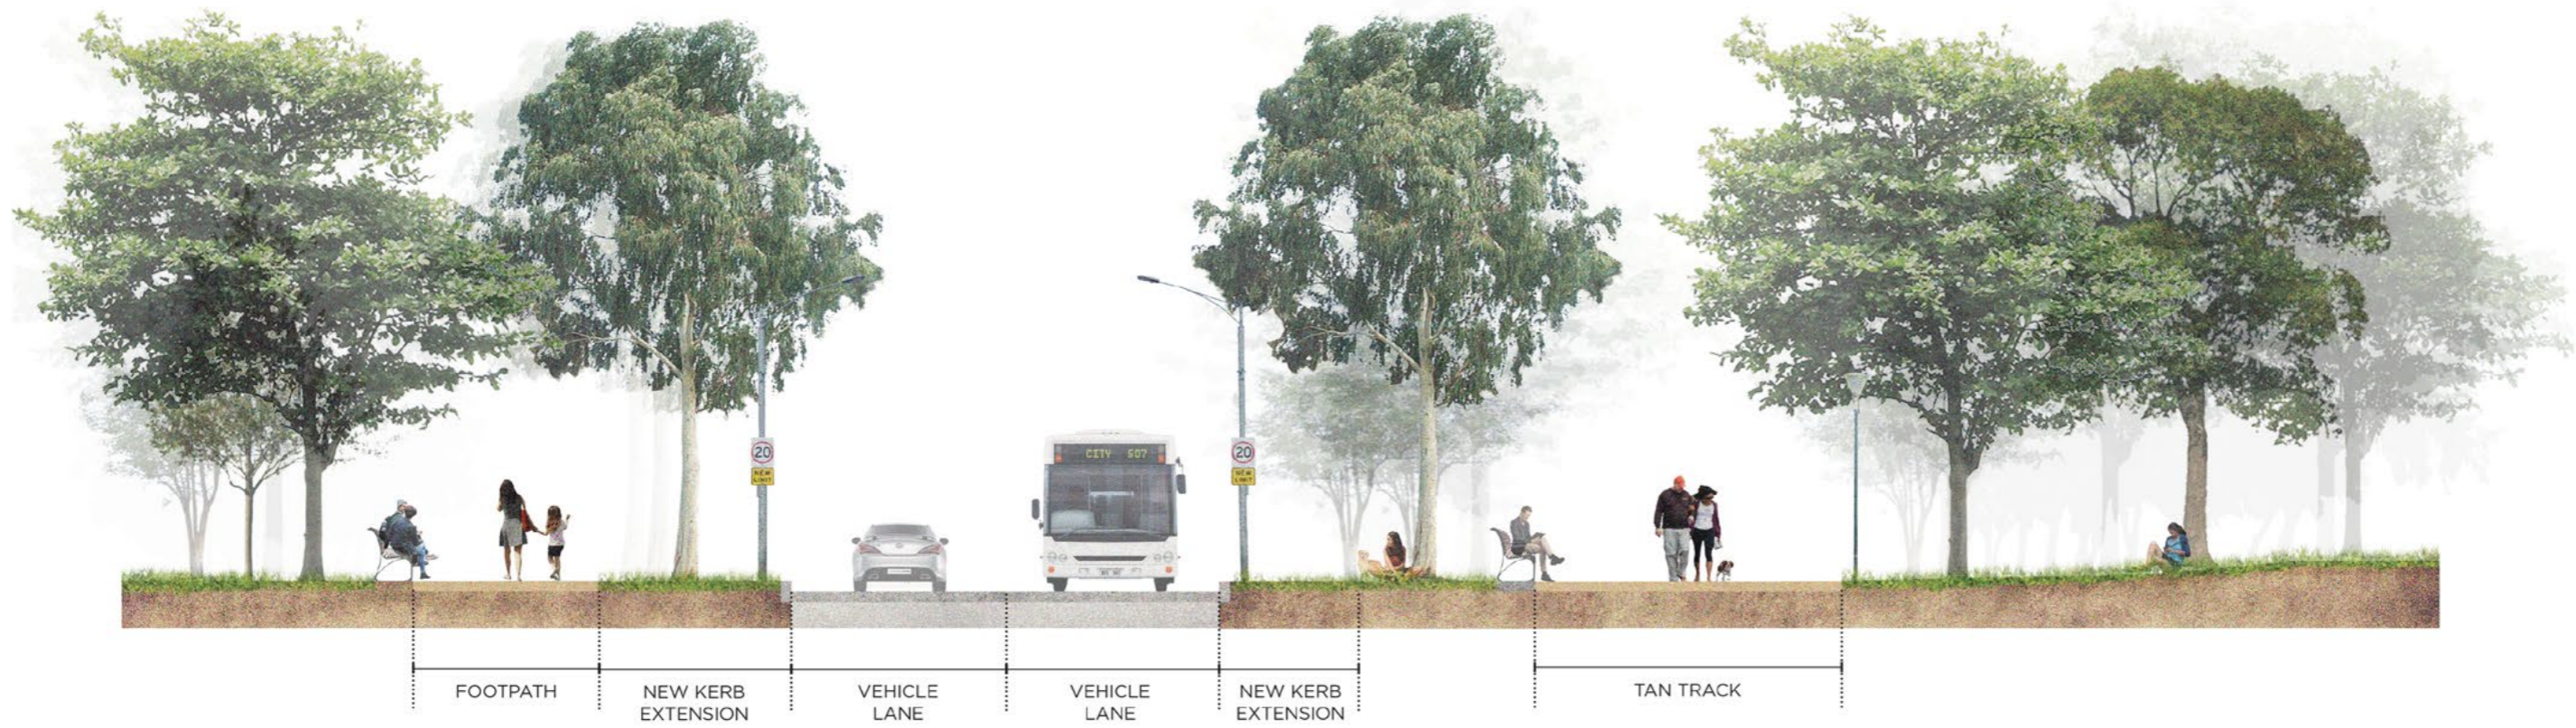 CITY 507
20
NEW
LIMIT
20
NEW
LIMIT
FOOTPATH
NEW KERB
EXTENSION
VEHICLE
LANE
VEHICLE
LANE
NEW KERB
EXTENSION
TAN TRACK